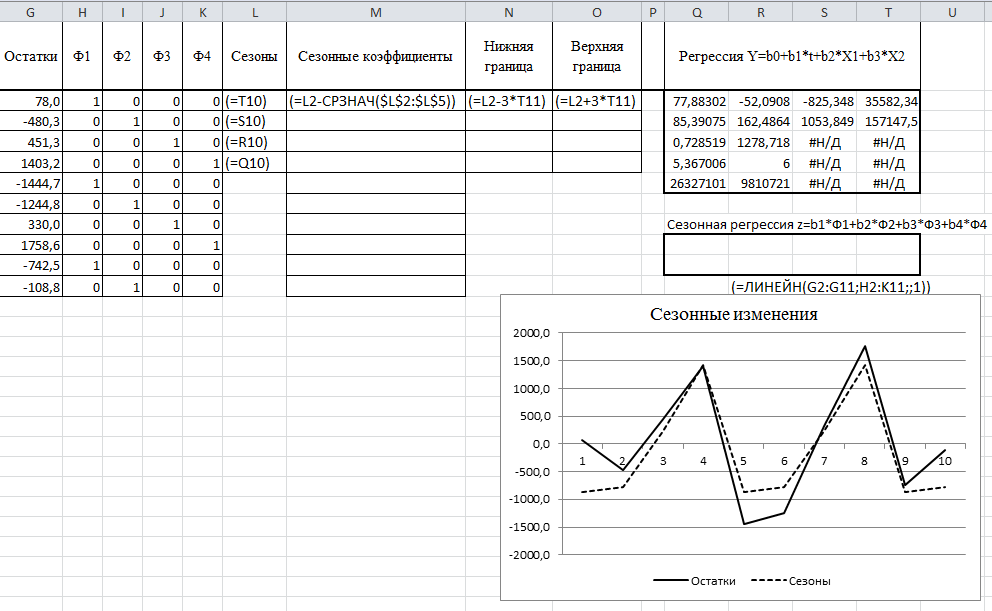 G H I J K L M N O P Q R S T U
Остатки Ф1 Ф2 Ф3 Ф4 Сезоны Сезонные коэффициенты Нижняя граница Верхняя граница Регрессия Y=b0+b1*t+b2*X1+b3*X2
78,0 1 0 0 0 (=T10) (=L2-СРЗНАЧ($L$2:$L$5)) (=L2-3*T11) (=L2+3*T11) 77,88302 -52,0908 -825,348 35582,34
-480,3 0 1 0 0 (=S10) 85,39075 162,4864 1053,849 157147,5
451,3 0 0 1 0 (=R10) 0,728519 1278,718 #Н/Д #Н/Д
1403,2 0 0 0 1 (=Q10) 5,367006 6 #Н/Д #Н/Д
-1444,7 1 0 0 0 26327101 9810721 #Н/Д #Н/Д
-1244,8 0 1 0 0
330,0 0 0 1 0 Сезонная регрессия z=b1*Ф1+b2*Ф2+b3*Ф3+b4*Ф4
1758,6 0 0 0 1
-742,5 1 0 0 0
-108,8 0 1 0 0 (=ЛИНЕЙН(G2:G11;H2:K11;;1))
Сезонные изменения
2000,0
1500,0
1000,0
500,0
0,0
1 2 3 4 5 6 7 8 9 10
-500,0
-1000,0
-1500,0
-2000,0
Остатки Сезоны